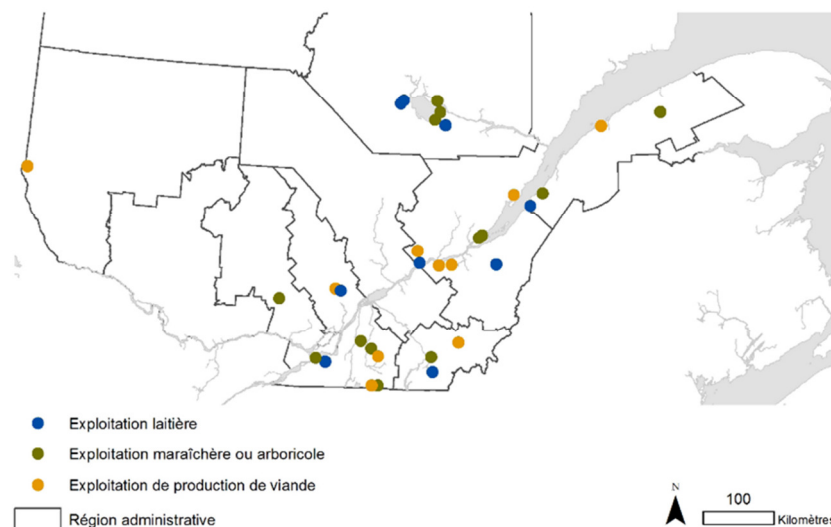 Exploitation laitière
Exploitation maraîchère ou arboricole
Exploitation de production de viande
Région administrative
N
100
Kilomètres